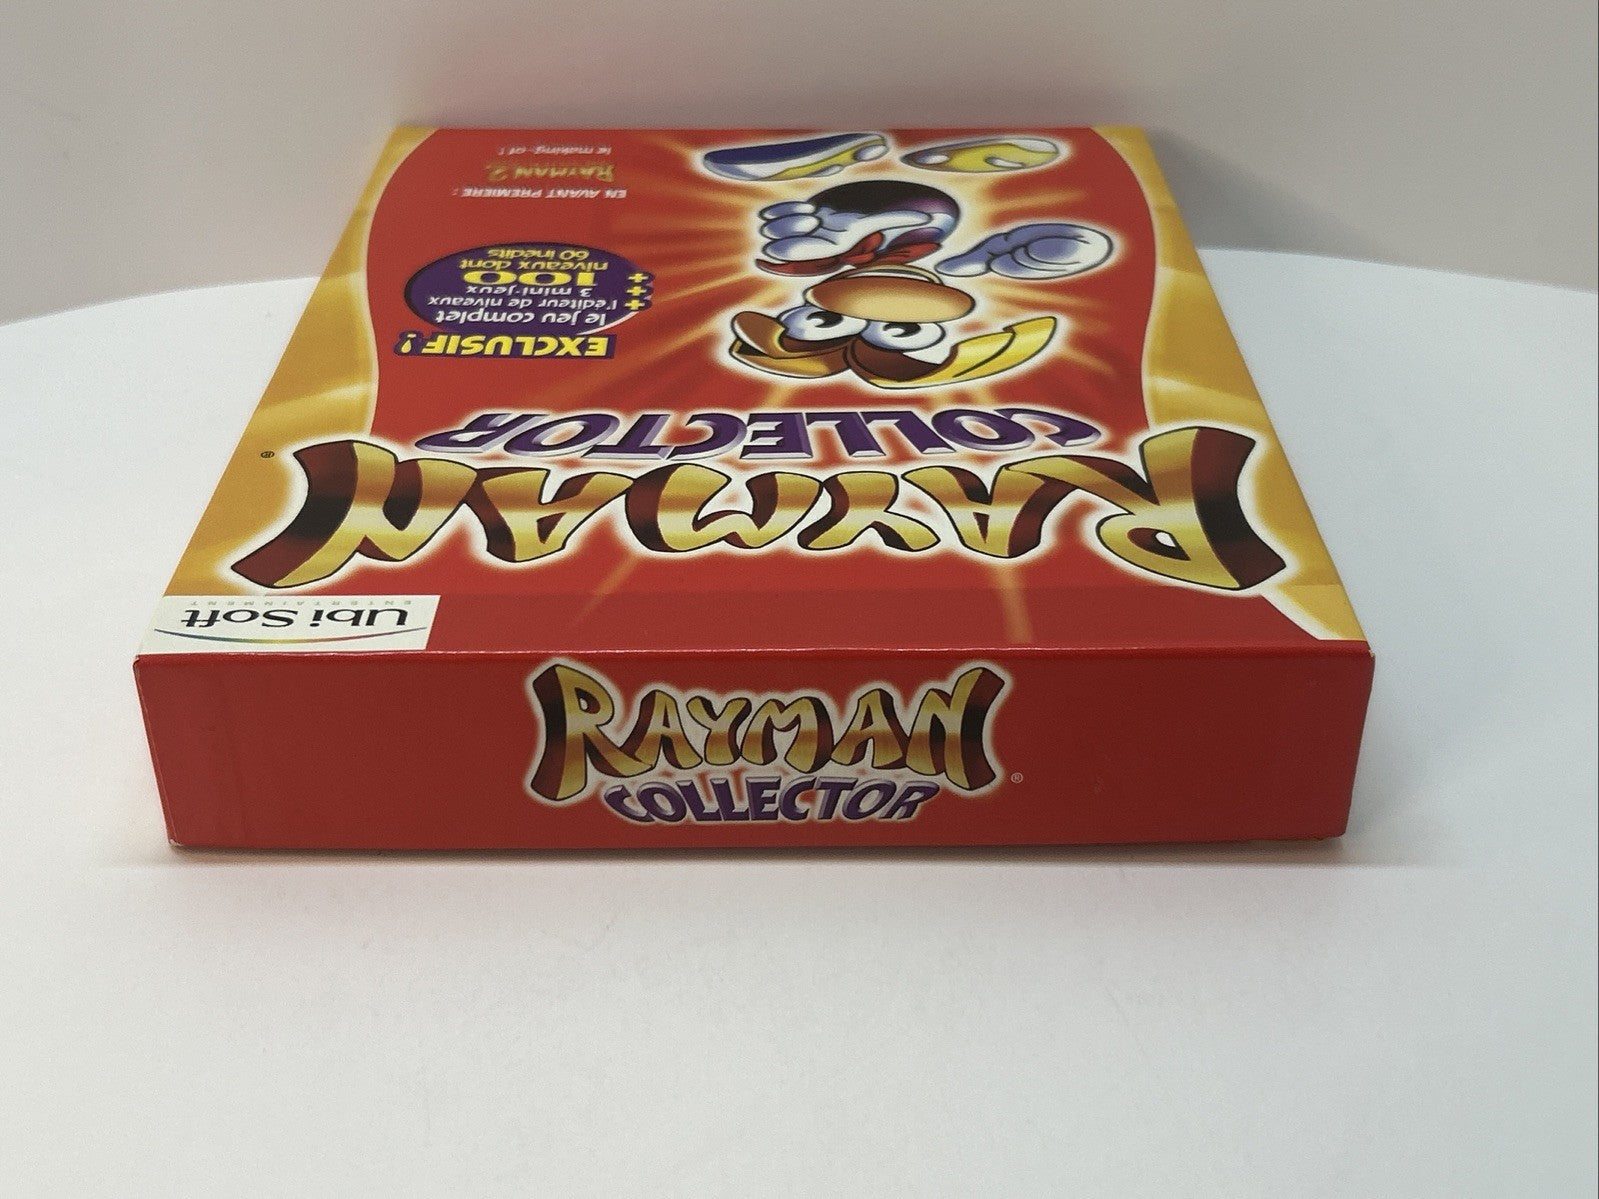 Ubi Soft
ENTERTAINMENT
RAYMAN
®
COLLECTOR
EXCLUSIF !
le jeu complet
+ l'éditeur de niveaux
+ 3 mini-jeux
+ 100
niveaux dont
60 inédits
EN AVANT PREMIERE :
RAYMAN 2
le making of !
RAYMAN
COLLECTOR
®